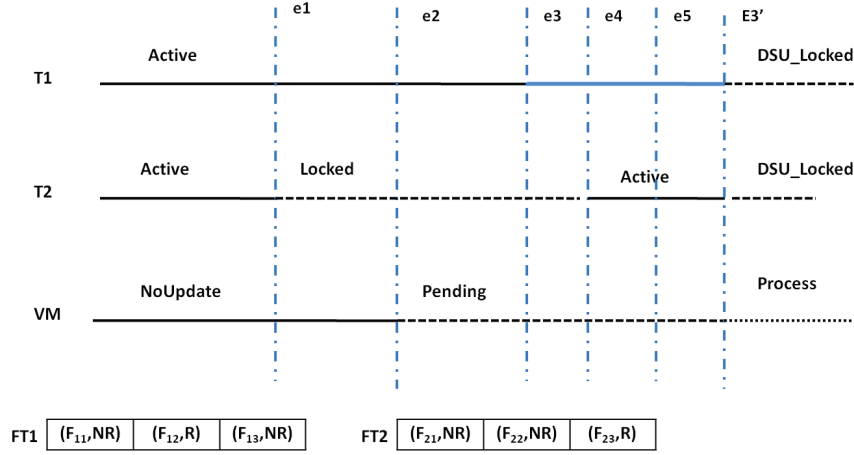 e1 e2 e3 e4 e5 E3’
Active DSU_Locked
T1
Active Locked Active DSU_Locked
T2
NoUpdate Pending Process
VM
FT1 (F11,NR) (F12,R) (F13,NR) FT2 (F21,NR) (F22,NR) (F23,R)